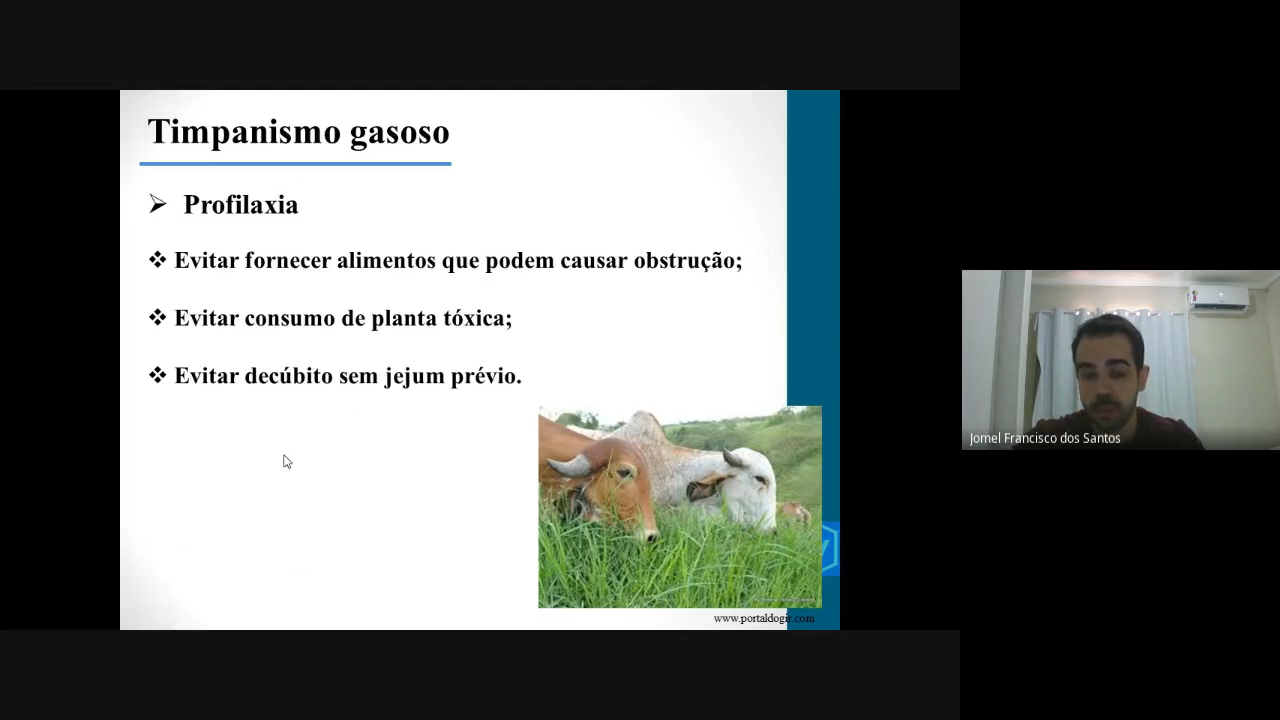 Timpanismo gasoso
➢ Profilaxia
❖ Evitar fornecer alimentos que podem causar obstrução;
❖ Evitar consumo de planta tóxica;
❖ Evitar decúbito sem jejum prévio.
www.portaldogir.com
Jomel Francisco dos Santos